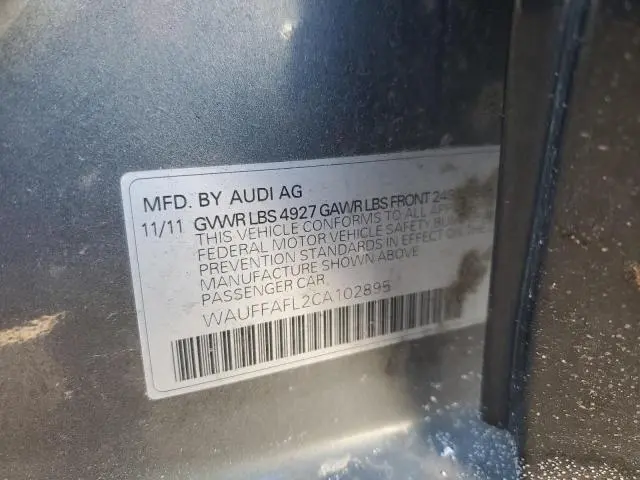 MFD. BY AUDI AG
11/11 GVWR LBS 4927 GAWR LBS FRONT
THIS VEHICLE CONFORMS TO ALL
FEDERAL MOTOR VEHICLE SAFETY
PREVENTION STANDARDS IN EFFECT ON THE
MANUFACTURE SHOWN ABOVE
PASSENGER CAR
WAUFFAFL2CA102895